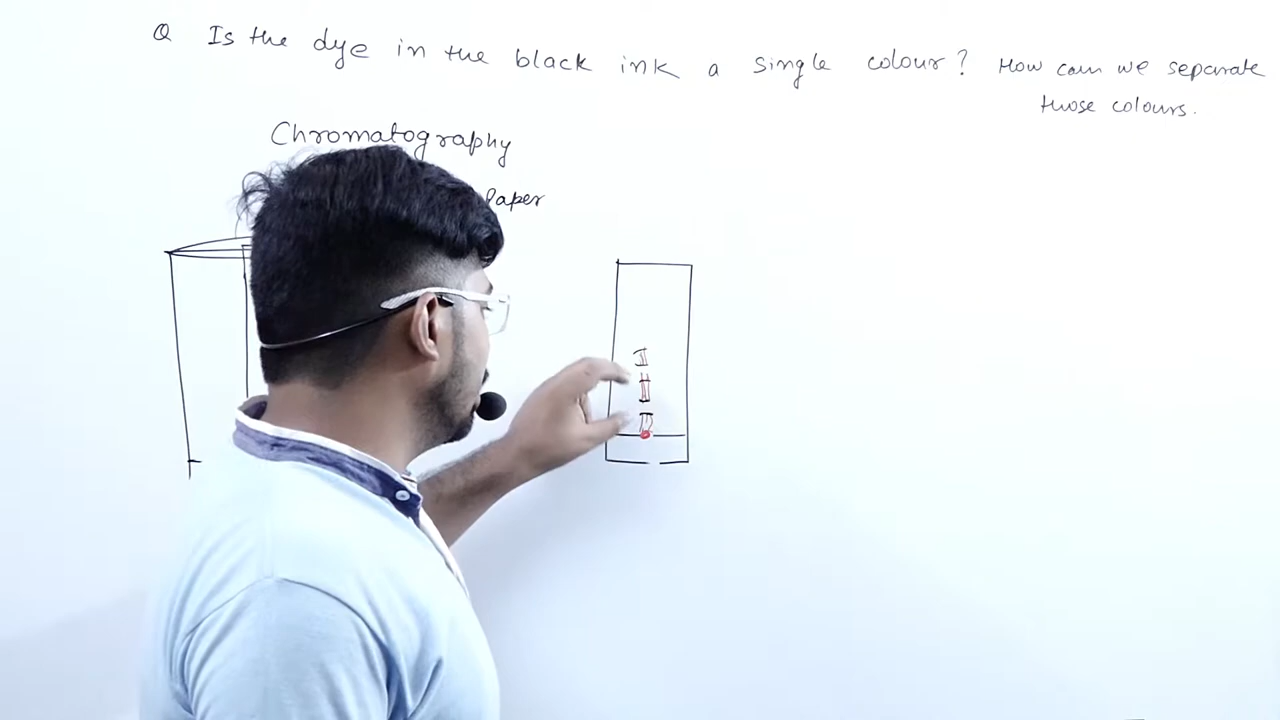 Q Is the dye in the black ink a single colour? How can we separate
those colours.
Chromatography
Paper